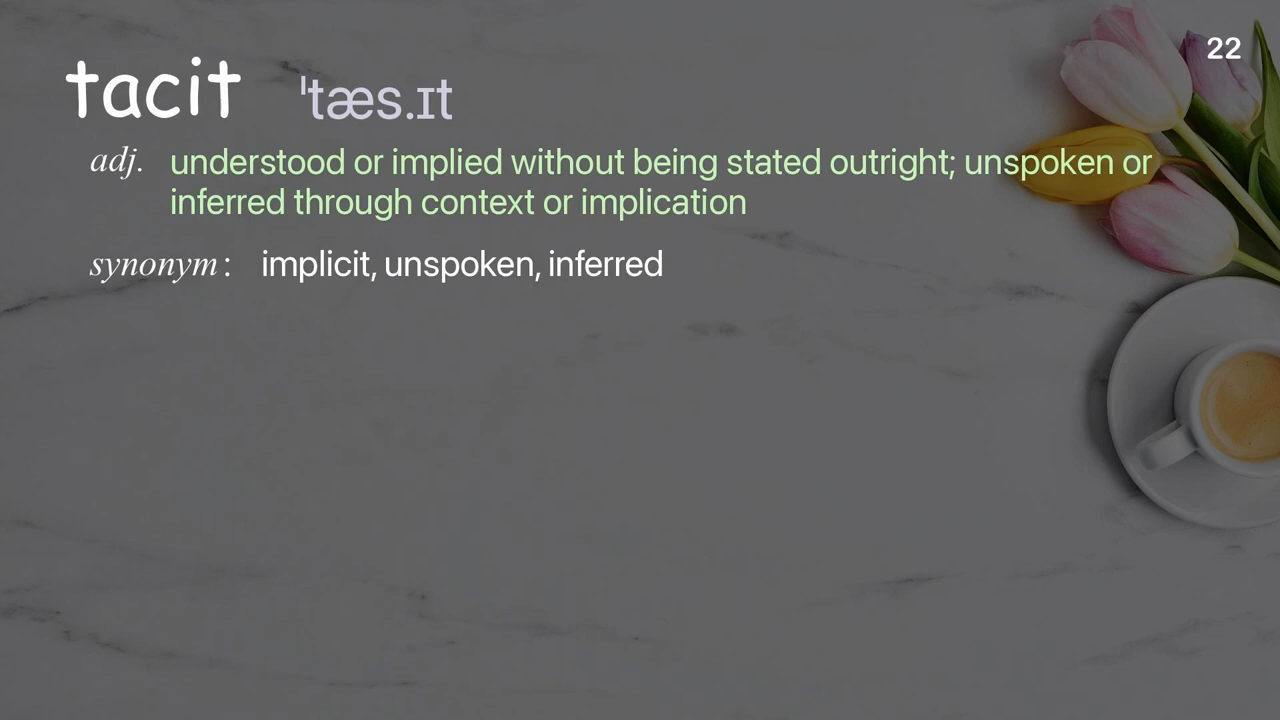 22
tacit ˈtæs.ɪt
adj. understood or implied without being stated outright; unspoken or
inferred through context or implication
synonym: implicit, unspoken, inferred